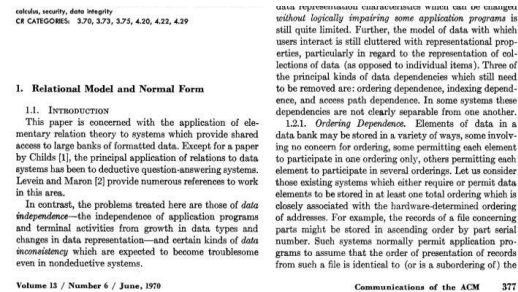 calculus, security, data integrity
CR CATEGORIES: 3.70, 3.73, 3.75, 4.20, 4.22, 4.29
1. Relational Model and Normal Form
1.1. INTRODUCTION
This paper is concerned with the application of ele-
mentary relation theory to systems which provide shared
access to large banks of formatted data. Except for a paper
by Childs [1], the principal application of relations to data
systems has been to deductive question-answering systems.
Levein and Maron [2] provide numerous references to work
in this area.
In contrast, the problems treated here are those of data
independence—the independence of application programs
and terminal activities from growth in data types and
changes in data representation—and certain kinds of data
inconsistency which are expected to become troublesome
even in nondeductive systems.
Volume 13 / Number 6 / June, 1970
data representation characteristics which can be changed
without logically impairing some application programs is
still quite limited. Further, the model of data with which
users interact is still cluttered with representational prop-
erties, particularly in regard to the representation of col-
lections of data (as opposed to individual items). Three of
the principal kinds of data dependencies which still need
to be removed are: ordering dependence, indexing depend-
ence, and access path dependence. In some systems these
dependencies are not clearly separable from one another.
1.2.1. Ordering Dependence. Elements of data in a
data bank may be stored in a variety of ways, some involv-
ing no concern for ordering, some permitting each element
to participate in one ordering only, others permitting each
element to participate in several orderings. Let us consider
those existing systems which either require or permit data
elements to be stored in at least one total ordering which is
closely associated with the hardware-determined ordering
of addresses. For example, the records of a file concerning
parts might be stored in ascending order by part serial
number. Such systems normally permit application pro-
grams to assume that the order of presentation of records
from such a file is identical to (or is a subordering of) the
Communications of the ACM 377